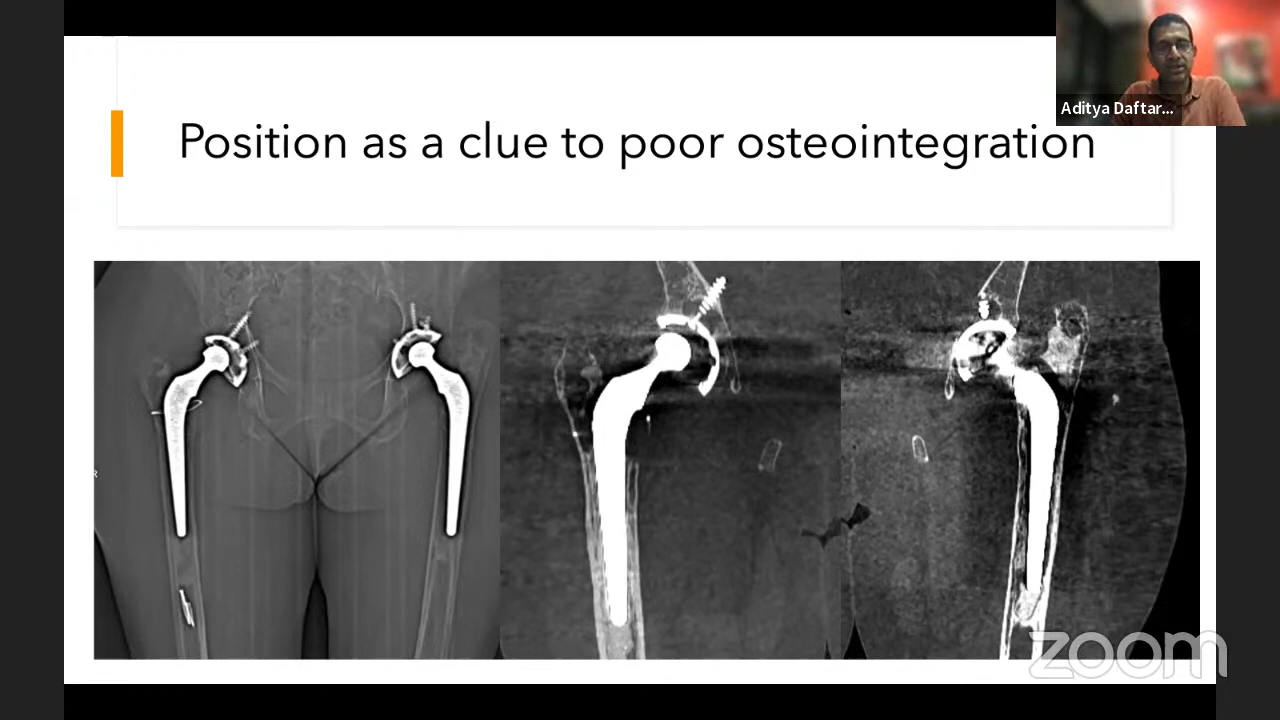 Aditya Daftar...
Position as a clue to poor osteointegration
R
zoom